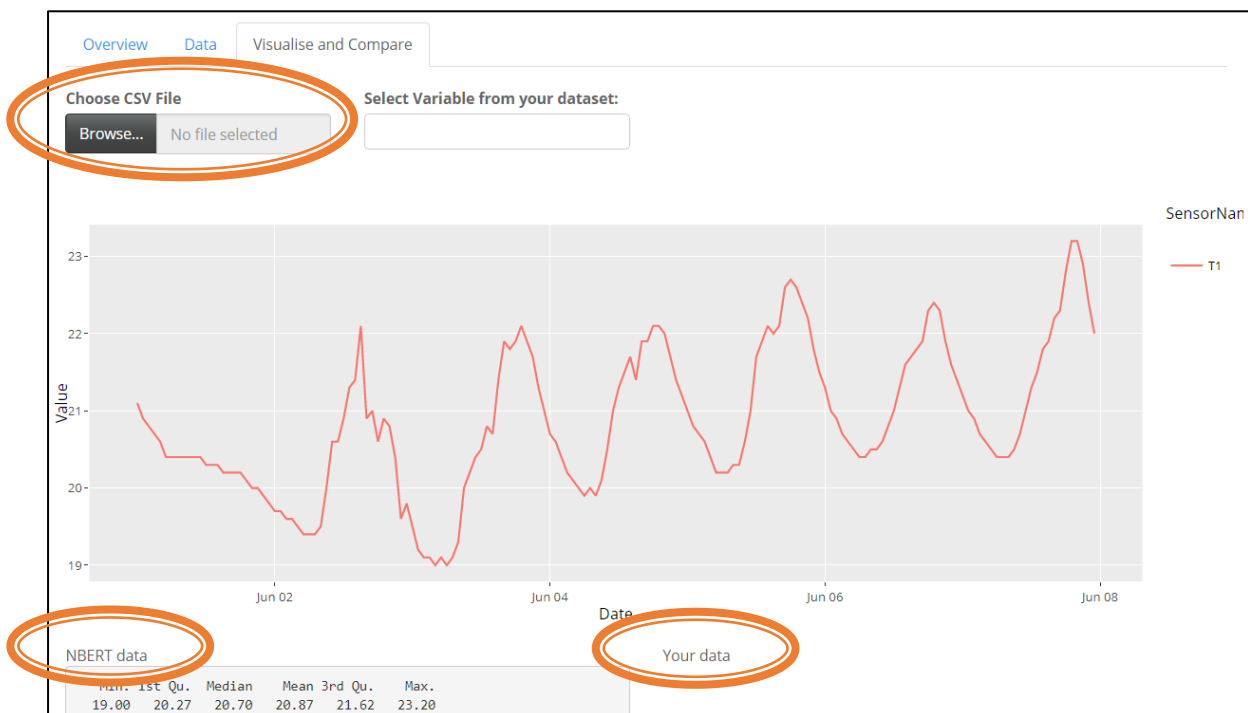 Overview Data Visualise and Compare
Choose CSV File Select Variable from your dataset:
Browse... No file selected
SensorNan
T1
23
22
21
20
19
Value
Jun 02 Jun 04 Jun 06 Jun 08
Date
NBERT data Your data
Min. 1st Qu. Median Mean 3rd Qu. Max.
19.00 20.27 20.70 20.87 21.62 23.20